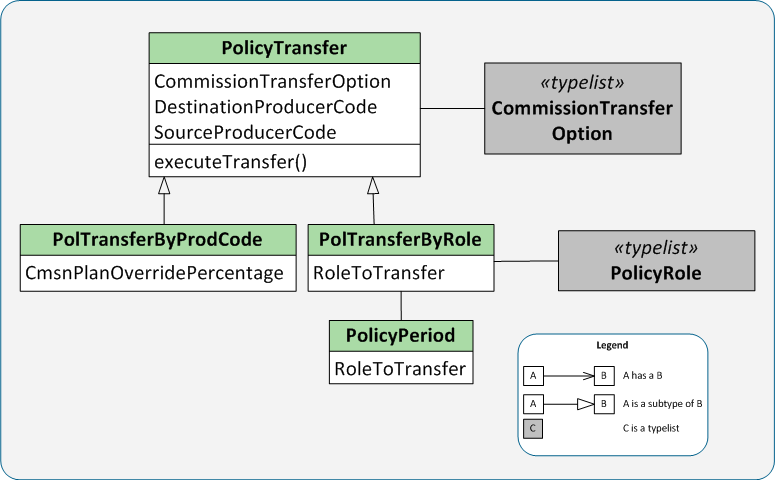 PolicyTransfer
CommissionTransferOption
DestinationProducerCode
SourceProducerCode
executeTransfer()
«typelist»
CommissionTransfer
Option
PolTransferByProdCode
CmsnPlanOverridePercentage
PolTransferByRole
RoleToTransfer
«typelist»
PolicyRole
PolicyPeriod
RoleToTransfer
Legend
A B A has a B
A B A is a subtype of B
C C is a typelist